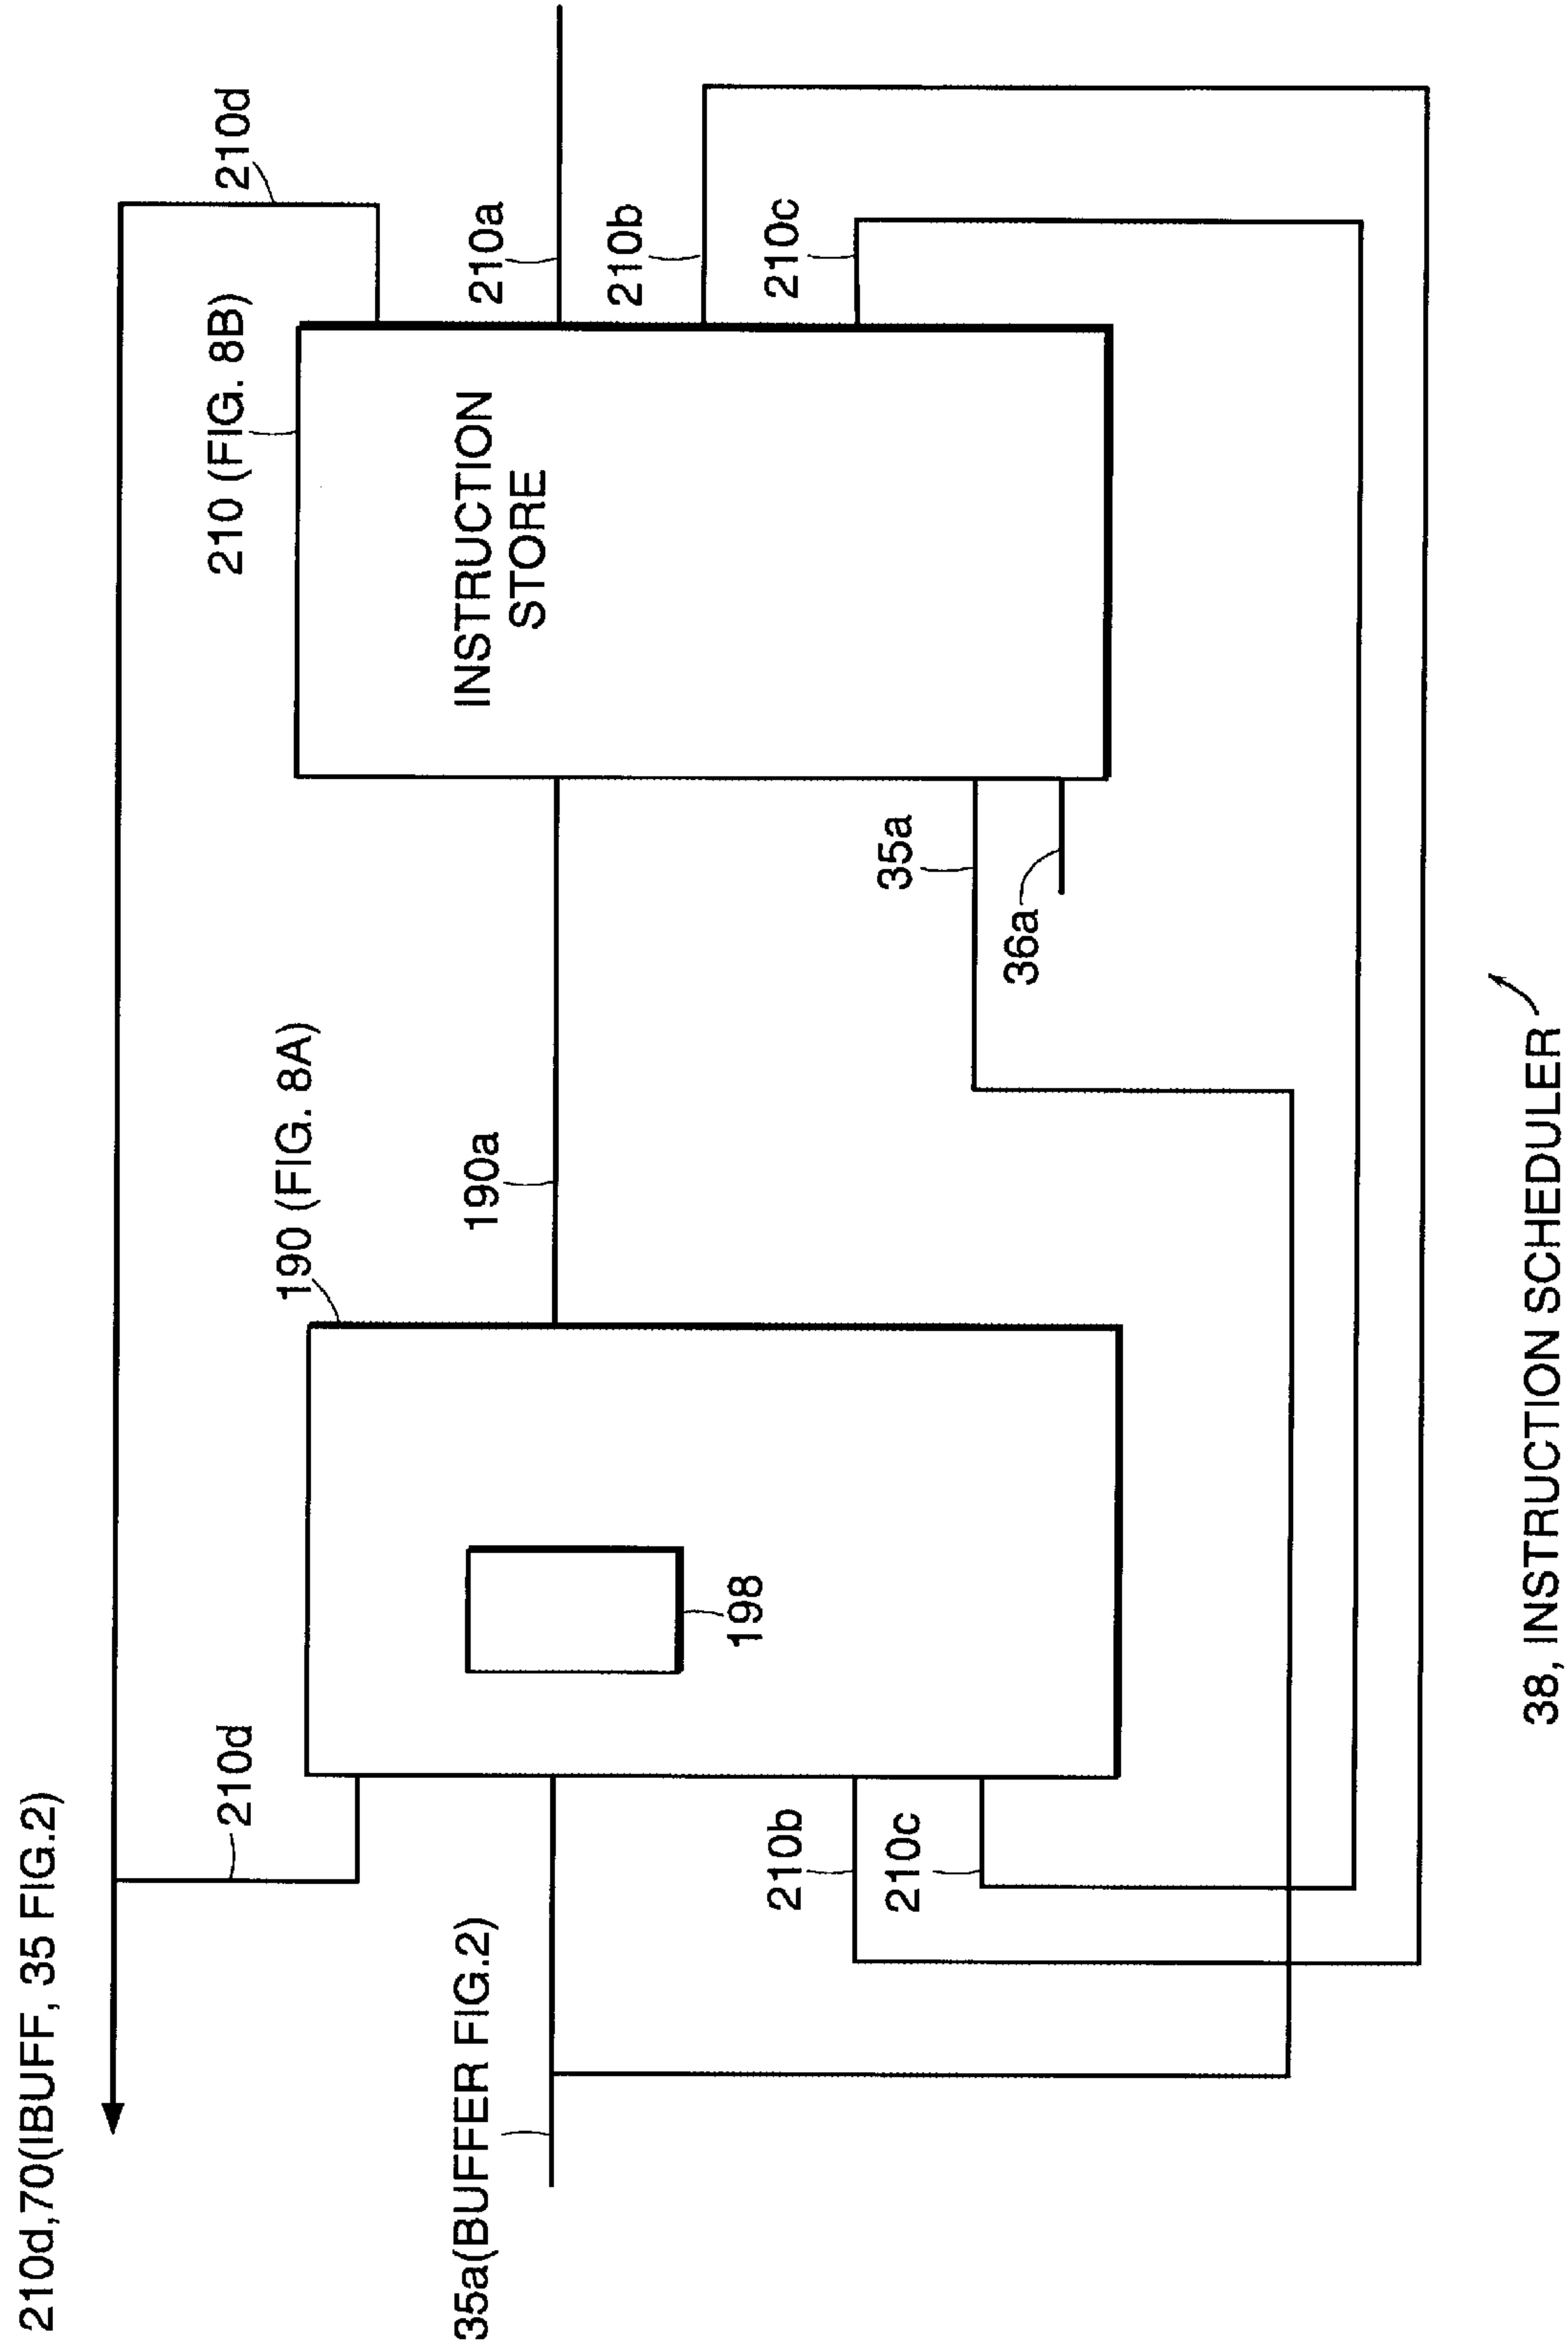 210d,70(IBUFF, 35 FIG.2)
210d
210d
35a(BUFFER FIG.2)
190 (FIG. 8A)
210 (FIG. 8B)
190a
INSTRUCTION
STORE
210a
210b
210c
198
35a
36a
210b
210c
38, INSTRUCTION SCHEDULER